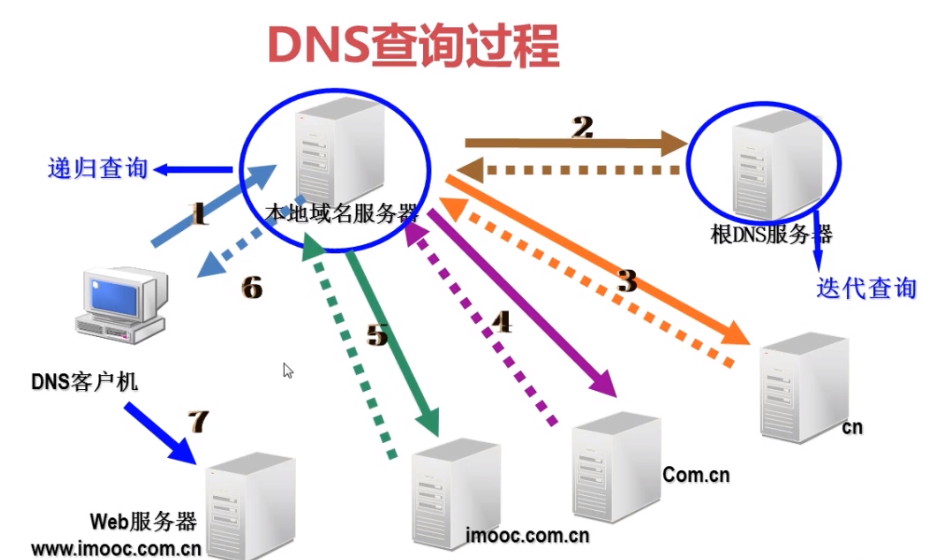 DNS查询过程
2
递归查询
1
本地域名服务器
根DNS服务器
6
3
迭代查询
5
4
DNS客户机
7
cn
Com.cn
Web服务器
imooc.com.cn
www.imooc.com.cn